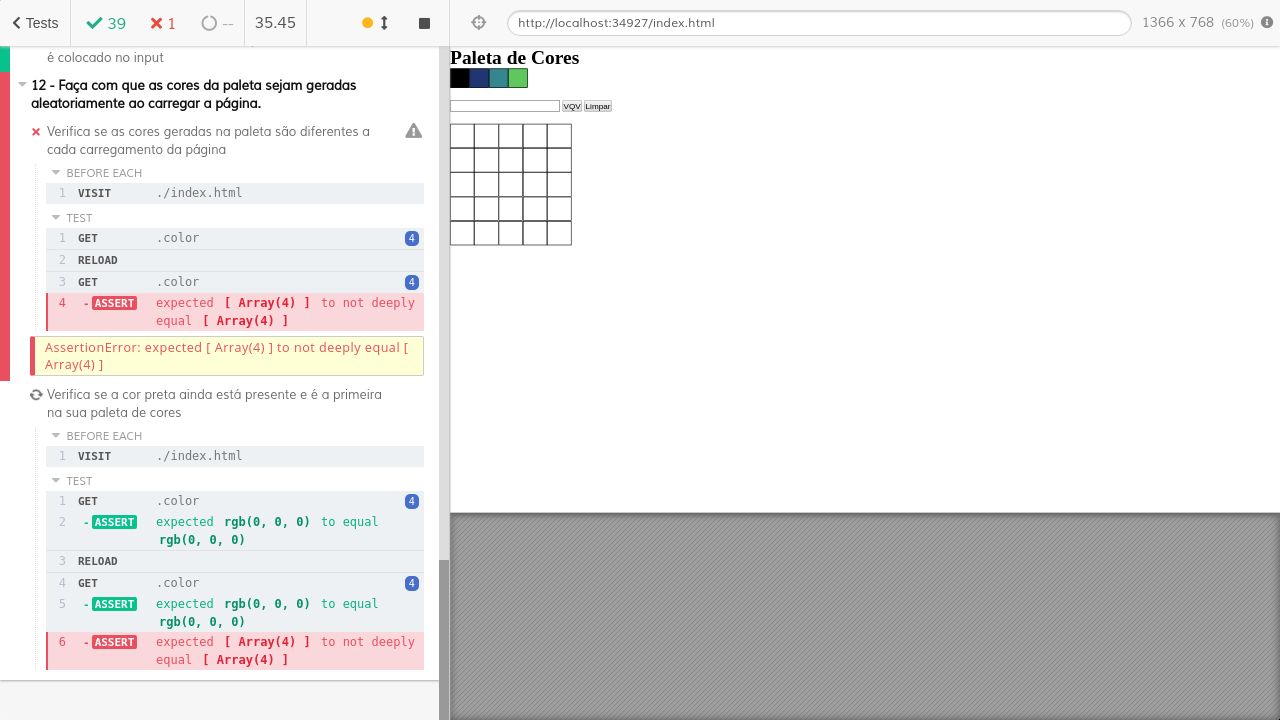 Tests
39
1
--
35.45
http://localhost:34927/index.html
1366 x 768 (60%)
é colocado no input
12 - Faça com que as cores da paleta sejam geradas
aleatoriamente ao carregar a página.
Verifica se as cores geradas na paleta são diferentes a
cada carregamento da página
BEFORE EACH
1 VISIT ./index.html
TEST
1 GET .color 4
2 RELOAD
3 GET .color 4
4 -ASSERT expected [ Array(4) ] to not deeply
equal [ Array(4) ]
AssertionError: expected [ Array(4) ] to not deeply equal [
Array(4) ]
Verifica se a cor preta ainda está presente e é a primeira
na sua paleta de cores
BEFORE EACH
1 VISIT ./index.html
TEST
1 GET .color 4
2 -ASSERT expected rgb(0, 0, 0) to equal
rgb(0, 0, 0)
3 RELOAD
4 GET .color 4
5 -ASSERT expected rgb(0, 0, 0) to equal
rgb(0, 0, 0)
6 -ASSERT expected [ Array(4) ] to not deeply
equal [ Array(4) ]
Paleta de Cores
VQV Limpar